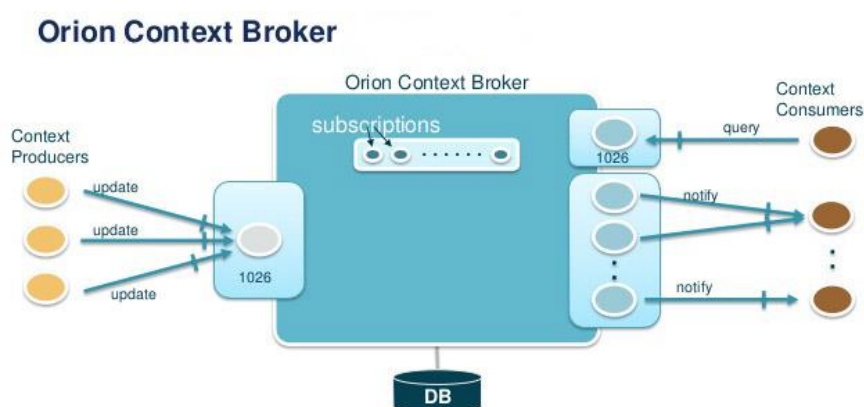 Orion Context Broker
Orion Context Broker
subscriptions
Context
Producers
update
update
update
1026
1026
query
notify
notify
Context
Consumers
DB